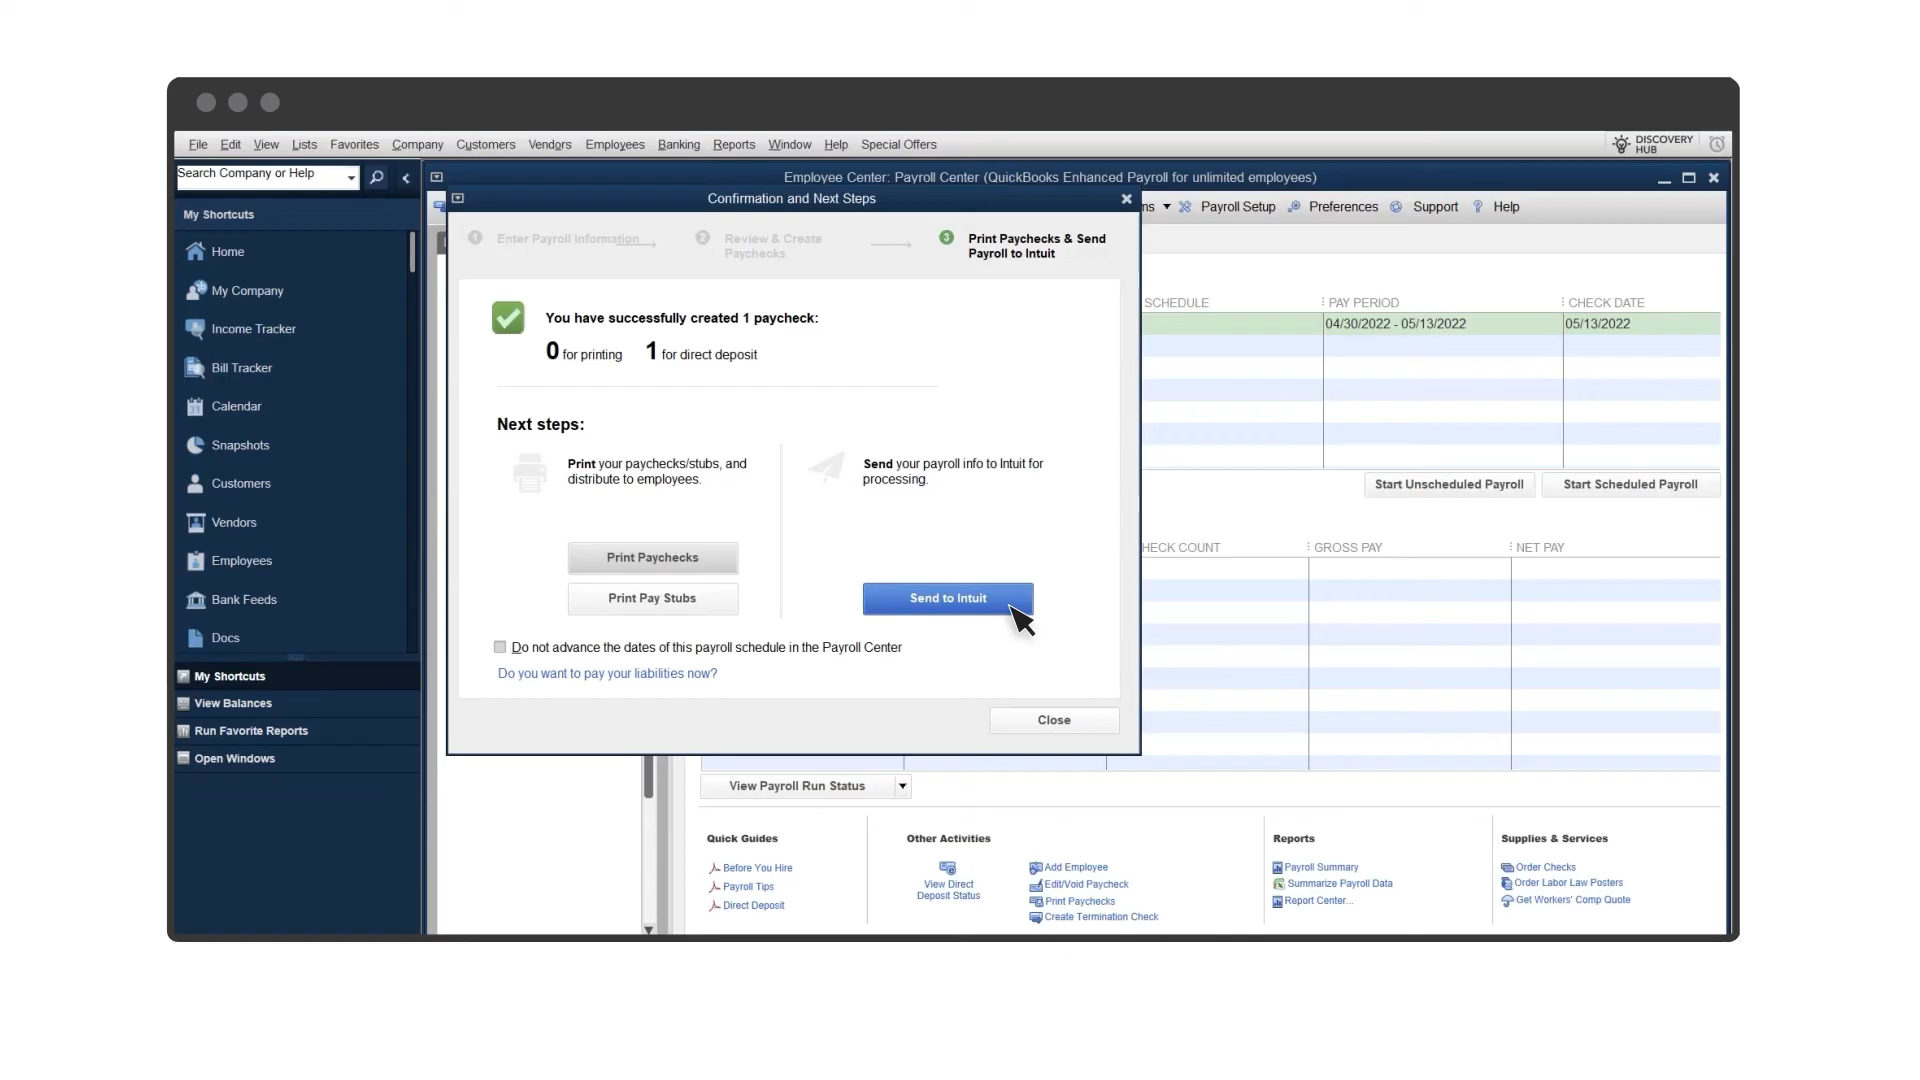 File Edit View Lists Favorites Company Customers Vendors Employees Banking Reports Window Help Special Offers
DISCOVERY
HUB
Search Company or Help
Employee Center: Payroll Center (QuickBooks Enhanced Payroll for unlimited employees)
My Shortcuts
Home
My Company
Income Tracker
Bill Tracker
Calendar
Snapshots
Customers
Vendors
Employees
Bank Feeds
Docs
My Shortcuts
View Balances
Run Favorite Reports
Open Windows
Confirmation and Next Steps
1 Enter Payroll Information
2 Review & Create
Paychecks
3 Print Paychecks & Send
Payroll to Intuit
You have successfully created 1 paycheck:
0 for printing 1 for direct deposit
Next steps:
Print your paychecks/stubs, and
distribute to employees.
Send your payroll info to Intuit for
processing.
Print Paychecks
Print Pay Stubs
Send to Intuit
Do not advance the dates of this payroll schedule in the Payroll Center
Do you want to pay your liabilities now?
Close
ns Payroll Setup Preferences Support ? Help
SCHEDULE PAY PERIOD CHECK DATE
04/30/2022 - 05/13/2022 05/13/2022
Start Unscheduled Payroll Start Scheduled Payroll
HECK COUNT GROSS PAY NET PAY
View Payroll Run Status
Quick Guides
Before You Hire
Payroll Tips
Direct Deposit
Other Activities
View Direct
Deposit Status
Add Employee
Edit/Void Paycheck
Print Paychecks
Create Termination Check
Reports
Payroll Summary
Summarize Payroll Data
Report Center...
Supplies & Services
Order Checks
Order Labor Law Posters
Get Workers' Comp Quote